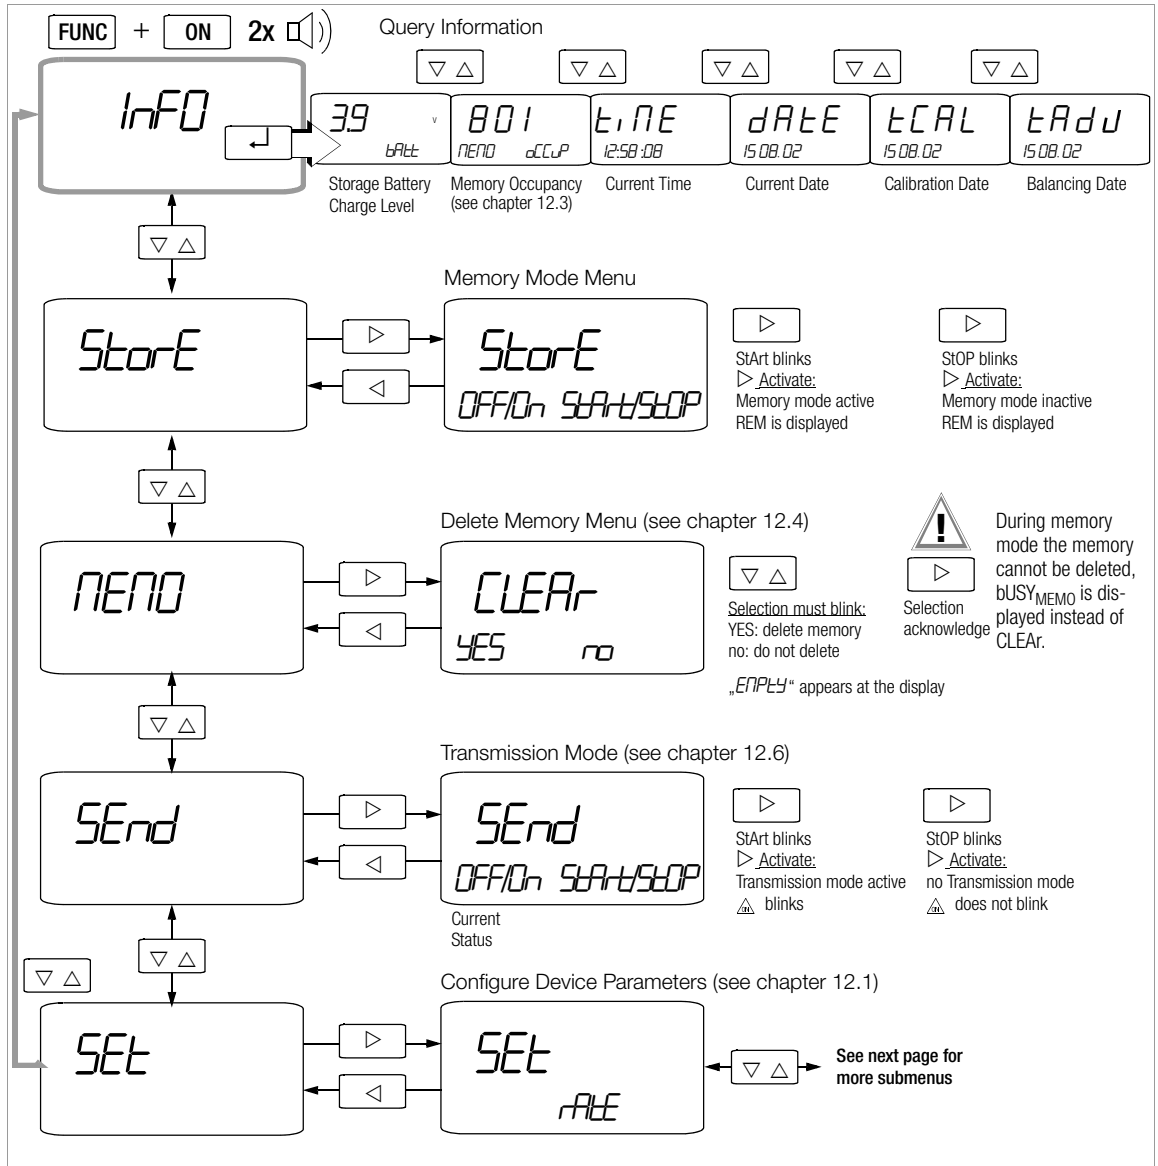 FUNC + ON 2x Query Information
InFO
3.9 V
bAtt
801
MEMO oCCuP
tiME
12:58:08
dAtE
15.08.02
tCAL
15.08.02
tAdJ
15.08.02
Storage Battery
Charge Level
Memory Occupancy
(see chapter 12.3)
Current Time
Current Date
Calibration Date
Balancing Date
Memory Mode Menu
StorE
StorE
OFF/On StArt/StOP
StArt blinks
▷ Activate:
Memory mode active
REM is displayed
StOP blinks
▷ Activate:
Memory mode inactive
REM is displayed
Delete Memory Menu (see chapter 12.4)
MEMO
CLEAr
YES no
Selection must blink:
YES: delete memory
no: do not delete
„EMPtY“ appears at the display
Selection
acknowledge
During memory
mode the memory
cannot be deleted,
bUSYMEMO is dis-
played instead of
CLEAr.
Transmission Mode (see chapter 12.6)
SEnd
SEnd
OFF/On StArt/StOP
Current
Status
StArt blinks
▷ Activate:
Transmission mode active
ON blinks
StOP blinks
▷ Activate:
no Transmission mode
ON does not blink
Configure Device Parameters (see chapter 12.1)
SEt
SEt
rAtE
See next page for
more submenus